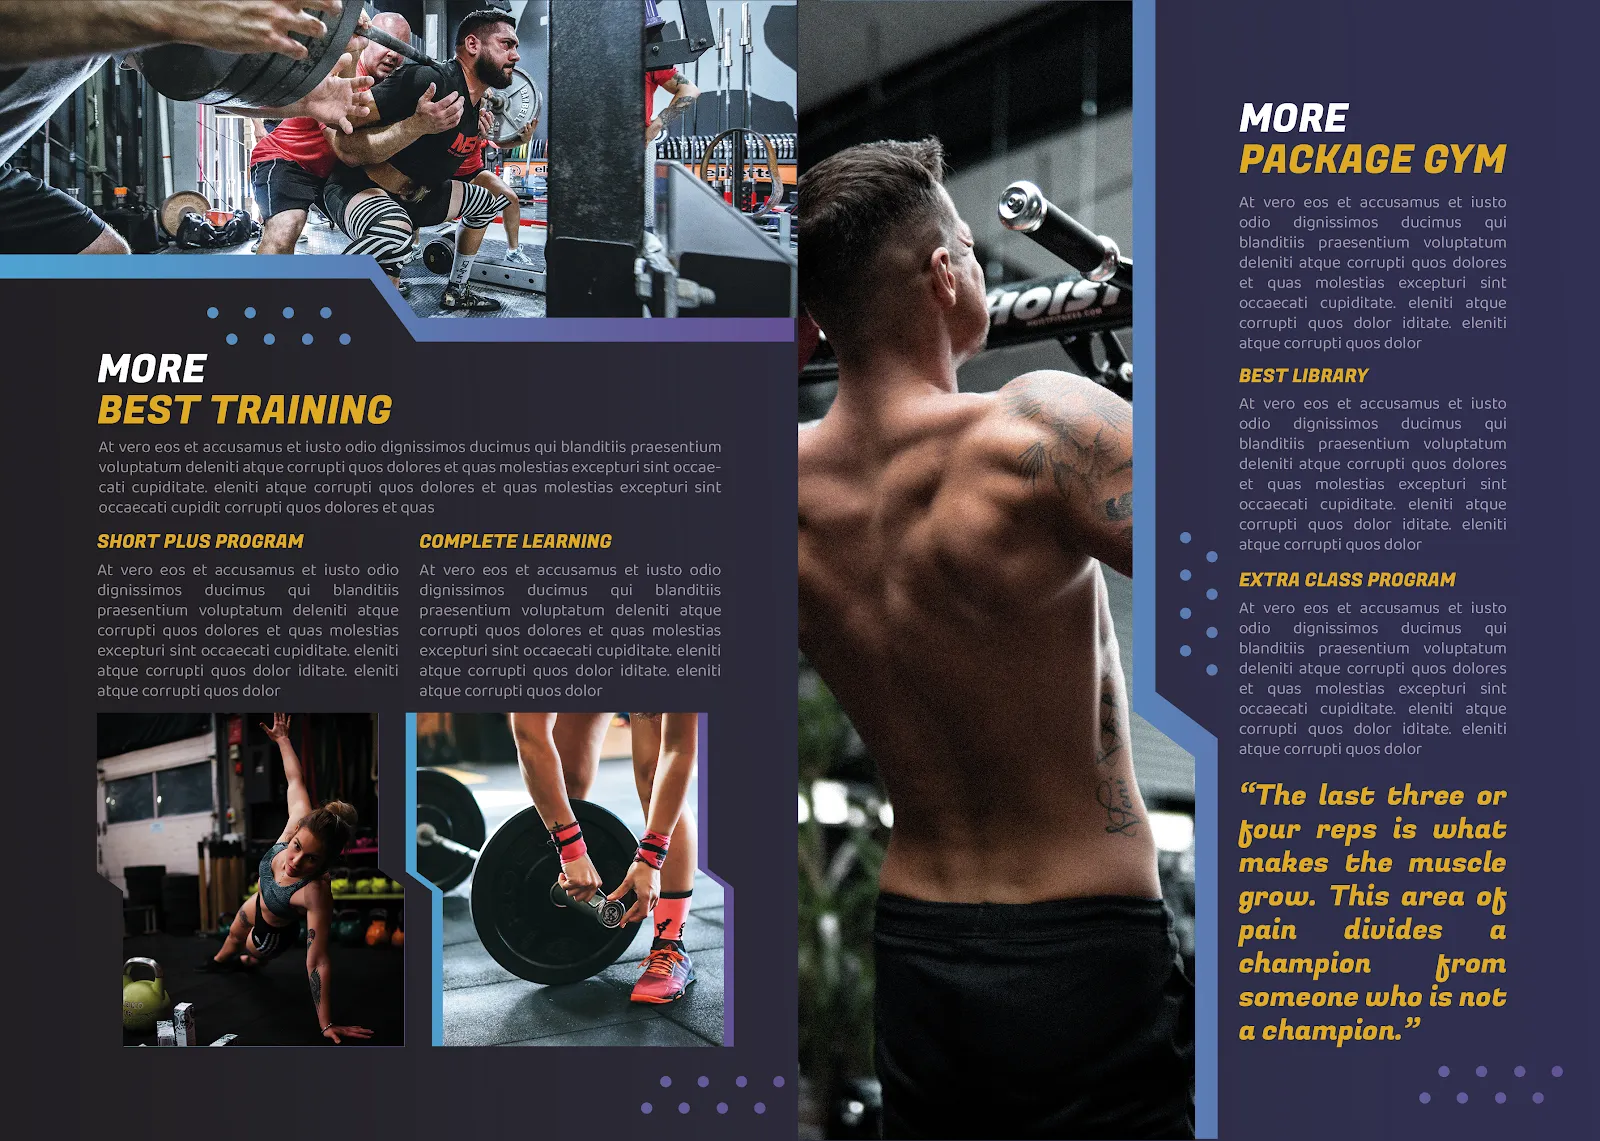 NE
BARBELL
elite
MORE
BEST TRAINING
At vero eos et accusamus et iusto odio dignissimos ducimus qui blanditiis praesentium
voluptatum deleniti atque corrupti quos dolores et quas molestias excepturi sint occae-
cati cupiditate. eleniti atque corrupti quos dolores et quas molestias excepturi sint
occaecati cupidit corrupti quos dolores et quas
SHORT PLUS PROGRAM
At vero eos et accusamus et iusto odio
dignissimos ducimus qui blanditiis
praesentium voluptatum deleniti atque
corrupti quos dolores et quas molestias
excepturi sint occaecati cupiditate. eleniti
atque corrupti quos dolor iditate. eleniti
atque corrupti quos dolor
COMPLETE LEARNING
At vero eos et accusamus et iusto odio
dignissimos ducimus qui blanditiis
praesentium voluptatum deleniti atque
corrupti quos dolores et quas molestias
excepturi sint occaecati cupiditate. eleniti
atque corrupti quos dolor iditate. eleniti
atque corrupti quos dolor
HOIST
HOISTFITNESS.COM
MORE
PACKAGE GYM
At vero eos et accusamus et iusto
odio dignissimos ducimus qui
blanditiis praesentium voluptatum
deleniti atque corrupti quos dolores
et quas molestias excepturi sint
occaecati cupiditate. eleniti atque
corrupti quos dolor iditate. eleniti
atque corrupti quos dolor
BEST LIBRARY
At vero eos et accusamus et iusto
odio dignissimos ducimus qui
blanditiis praesentium voluptatum
deleniti atque corrupti quos dolores
et quas molestias excepturi sint
occaecati cupiditate. eleniti atque
corrupti quos dolor iditate. eleniti
atque corrupti quos dolor
EXTRA CLASS PROGRAM
At vero eos et accusamus et iusto
odio dignissimos ducimus qui
blanditiis praesentium voluptatum
deleniti atque corrupti quos dolores
et quas molestias excepturi sint
occaecati cupiditate. eleniti atque
corrupti quos dolor iditate. eleniti
atque corrupti quos dolor
“The last three or
four reps is what
makes the muscle
grow. This area of
pain divides a
champion from
someone who is not
a champion.”